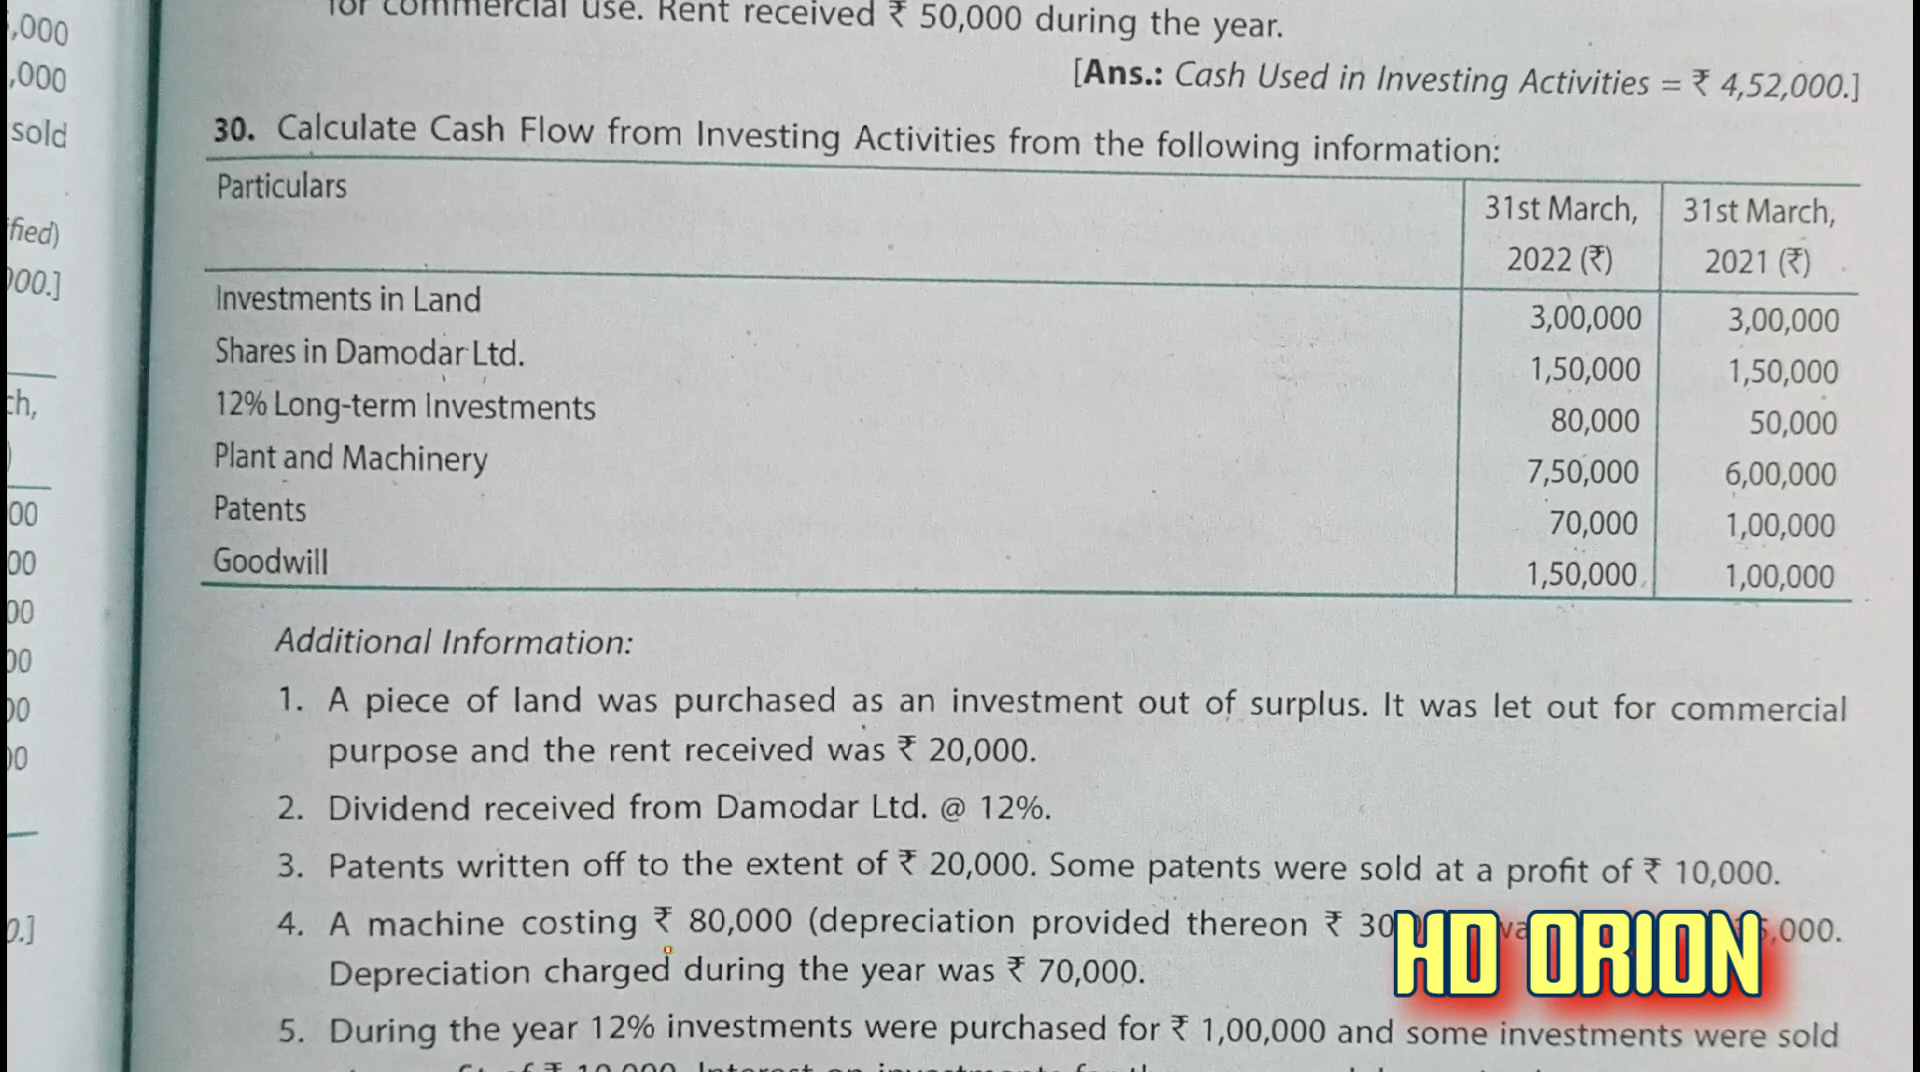 ,000
,000
sold
fied)
000.]
ch,
)
00
00
00
00
00
00
0.]
for commercial use. Rent received ₹ 50,000 during the year.
[Ans.: Cash Used in Investing Activities = ₹ 4,52,000.]
30. Calculate Cash Flow from Investing Activities from the following information:
Particulars 31st March, 2022 (₹) 31st March, 2021 (₹)
Investments in Land 3,00,000 3,00,000
Shares in Damodar Ltd. 1,50,000 1,50,000
12% Long-term Investments 80,000 50,000
Plant and Machinery 7,50,000 6,00,000
Patents 70,000 1,00,000
Goodwill 1,50,000 1,00,000
Additional Information:
1. A piece of land was purchased as an investment out of surplus. It was let out for commercial
purpose and the rent received was ₹ 20,000.
2. Dividend received from Damodar Ltd. @ 12%.
3. Patents written off to the extent of ₹ 20,000. Some patents were sold at a profit of ₹ 10,000.
4. A machine costing ₹ 80,000 (depreciation provided thereon ₹ 30
,000.
HD ORION
Depreciation charged during the year was ₹ 70,000.
5. During the year 12% investments were purchased for ₹ 1,00,000 and some investments were sold